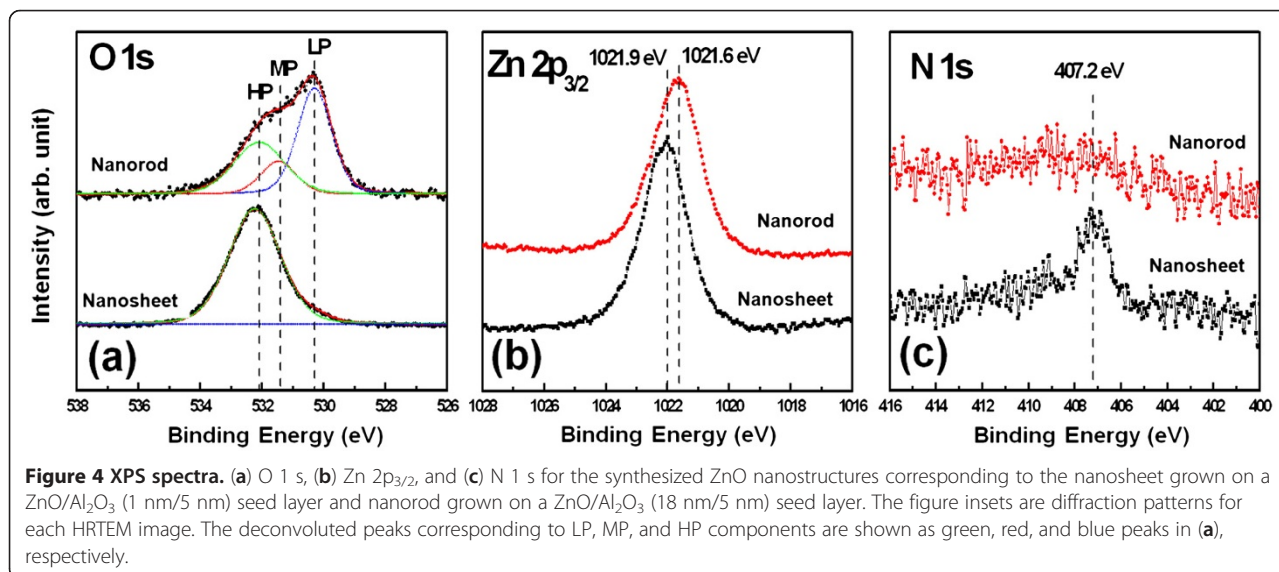 O 1s
HP
MP
LP
Nanorod
Nanosheet
(a)
Intensity (arb. unit)
538 536 534 532 530 528 526
Binding Energy (eV)
Zn 2p3/2
1021.9 eV
1021.6 eV
Nanorod
Nanosheet
(b)
1028 1026 1024 1022 1020 1018 1016
Binding Energy (eV)
N 1s
407.2 eV
Nanorod
Nanosheet
(c)
416 414 412 410 408 406 404 402 400
Binding Energy (eV)
Figure 4 XPS spectra. (a) O 1 s, (b) Zn 2p3/2, and (c) N 1 s for the synthesized ZnO nanostructures corresponding to the nanosheet grown on a
ZnO/Al2O3 (1 nm/5 nm) seed layer and nanorod grown on a ZnO/Al2O3 (18 nm/5 nm) seed layer. The figure insets are diffraction patterns for
each HRTEM image. The deconvoluted peaks corresponding to LP, MP, and HP components are shown as green, red, and blue peaks in (a),
respectively.